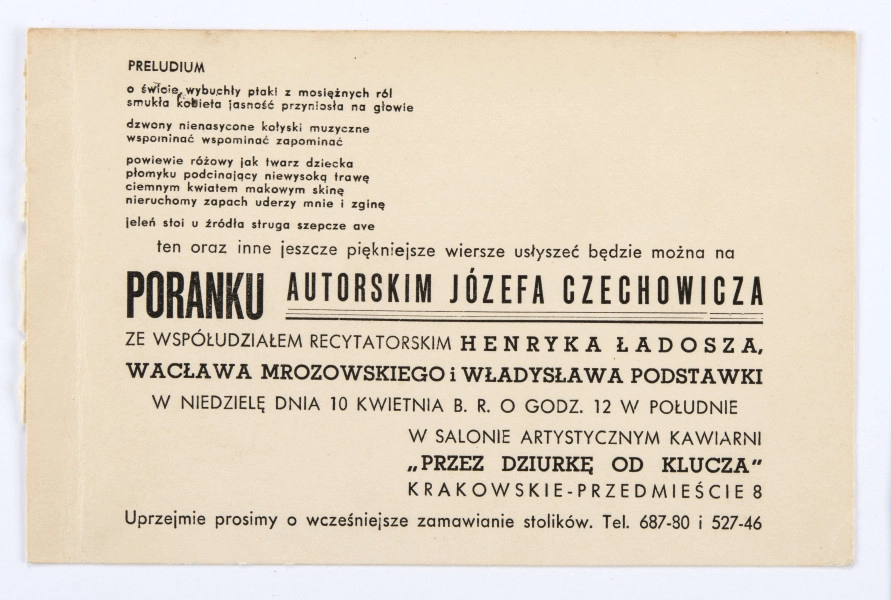 PRELUDIUM
o świcie wybuchły ptaki z mosiężnych ról
smukła kobieta jasność przyniosła na głowie
dzwony nienasycone kołyski muzyczne
wspominać wspominać zapominać
powiewie różowy jak twarz dziecka
płomyku podcinający niewysoką trawę
ciemnym kwiatem makowym skinę
nieruchomy zapach uderzy mnie i zginę
jeleń stoi u źródła struga szepcze ave
ten oraz inne jeszcze piękniejsze wiersze usłyszeć będzie można na
PORANKU AUTORSKIM JÓZEFA CZECHOWICZA
ZE WSPÓŁUDZIAŁEM RECYTATORSKIM HENRYKA ŁADOSZA,
WACŁAWA MROZOWSKIEGO i WŁADYSŁAWA PODSTAWKI
W NIEDZIELĘ DNIA 10 KWIETNIA B. R. O GODZ. 12 W POŁUDNIE
W SALONIE ARTYSTYCZNYM KAWIARNI
„PRZEZ DZIURKĘ OD KLUCZA”
KRAKOWSKIE-PRZEDMIEŚCIE 8
Uprzejmie prosimy o wcześniejsze zamawianie stolików. Tel. 687-80 i 527-46